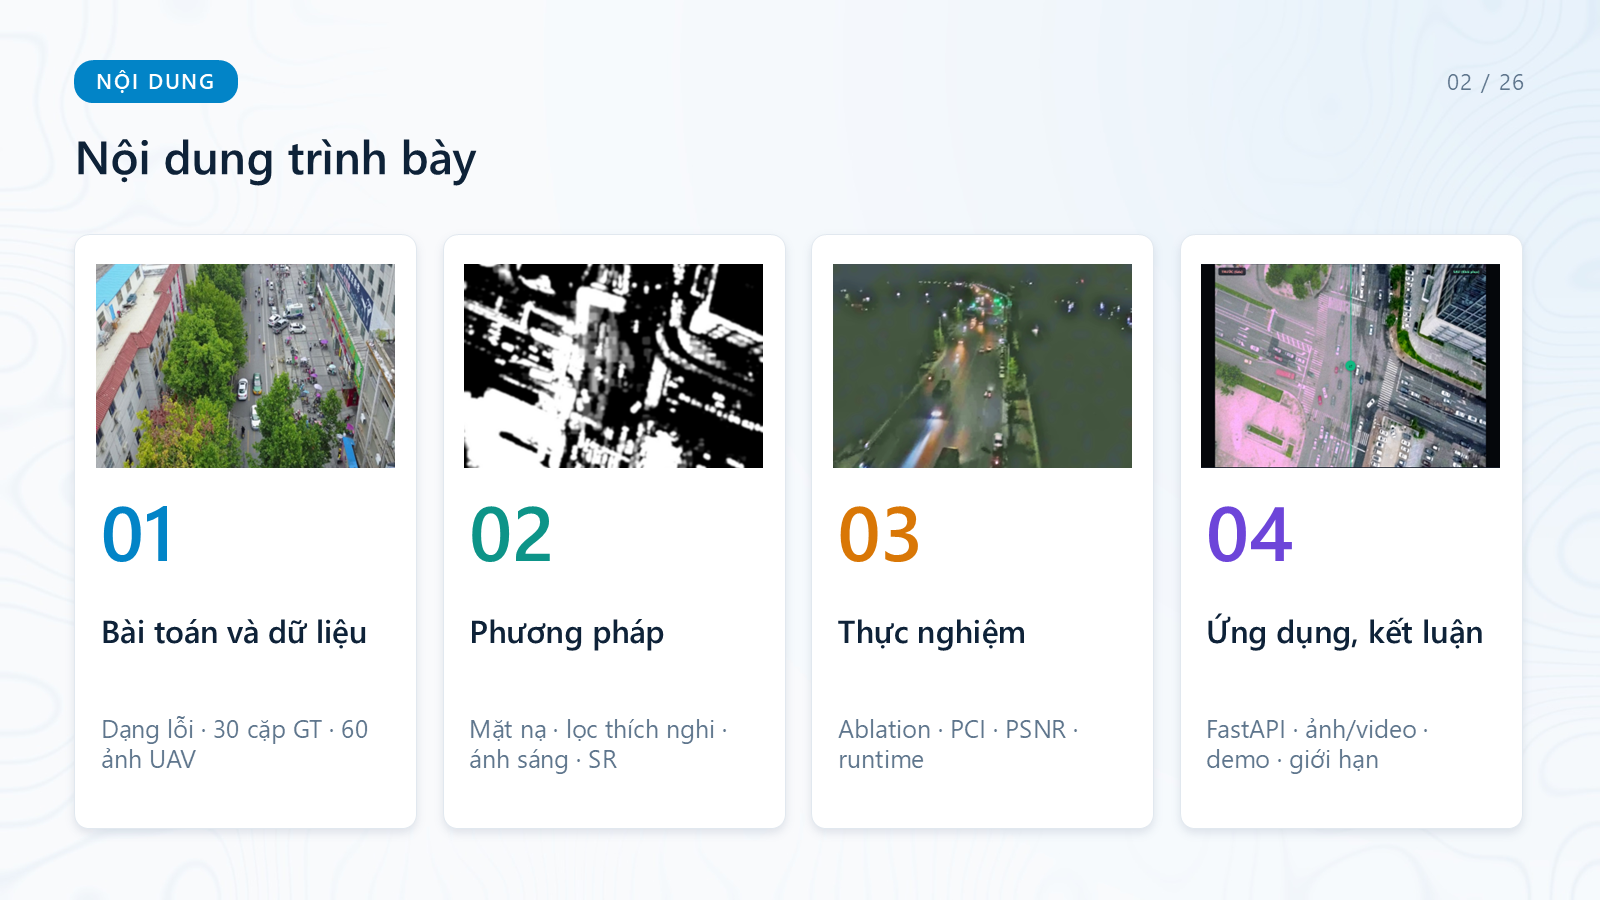 NỘI DUNG
02 / 26
Nội dung trình bày
01
Bài toán và dữ liệu
Dạng lỗi · 30 cặp GT · 60
ảnh UAV
02
Phương pháp
Mặt nạ · lọc thích nghi ·
ánh sáng · SR
03
Thực nghiệm
Ablation · PCI · PSNR ·
runtime
04
Ứng dụng, kết luận
FastAPI · ảnh/video ·
demo · giới hạn